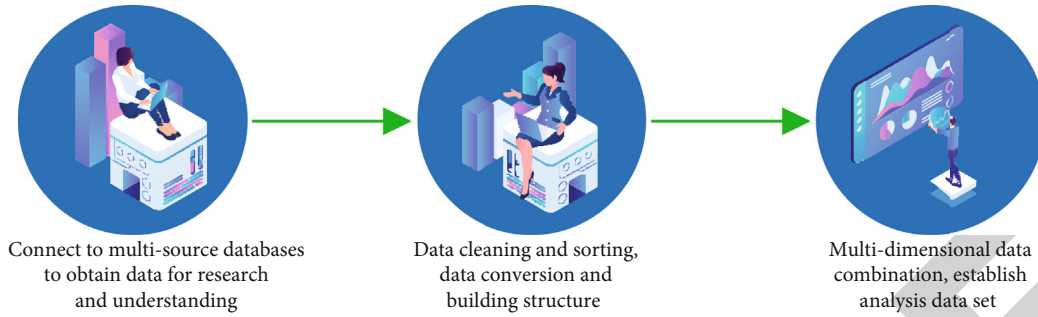 Connect to multi-source databases
to obtain data for research
and understanding
Data cleaning and sorting,
data conversion and
building structure
Multi-dimensional data
combination, establish
analysis data set